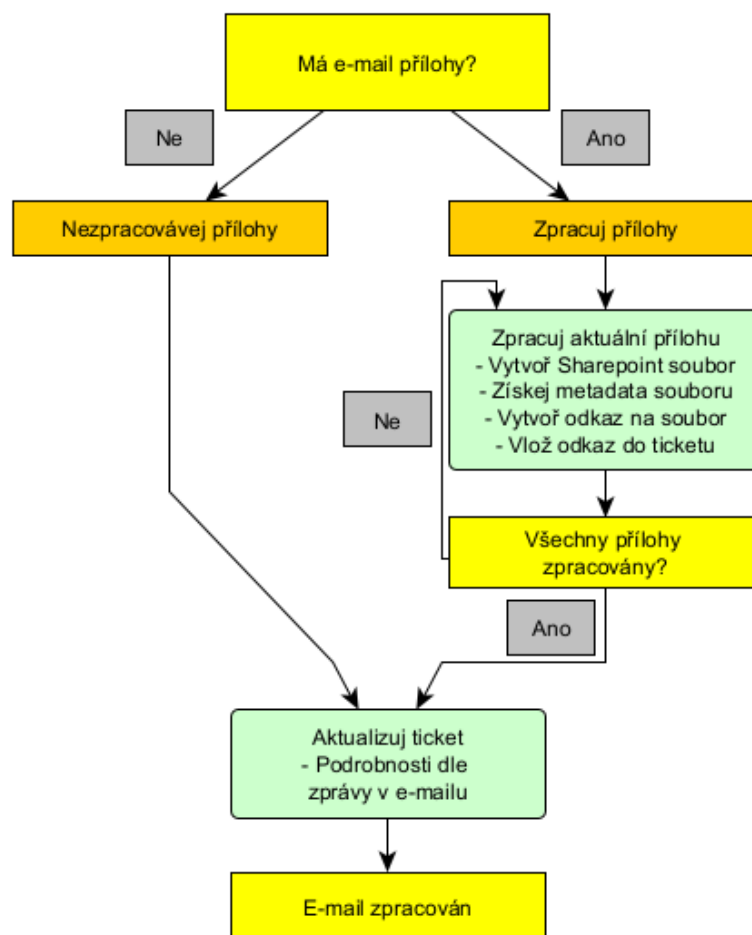 Má e-mail přílohy?
Ne
Ano
Nezpracovávej přílohy
Zpracuj přílohy
Zpracuj aktuální přílohu
- Vytvoř Sharepoint soubor
- Získej metadata souboru
- Vytvoř odkaz na soubor
- Vlož odkaz do ticketu
Ne
Všechny přílohy
zpracovány?
Ano
Aktualizuj ticket
- Podrobnosti dle
zprávy v e-mailu
E-mail zpracován